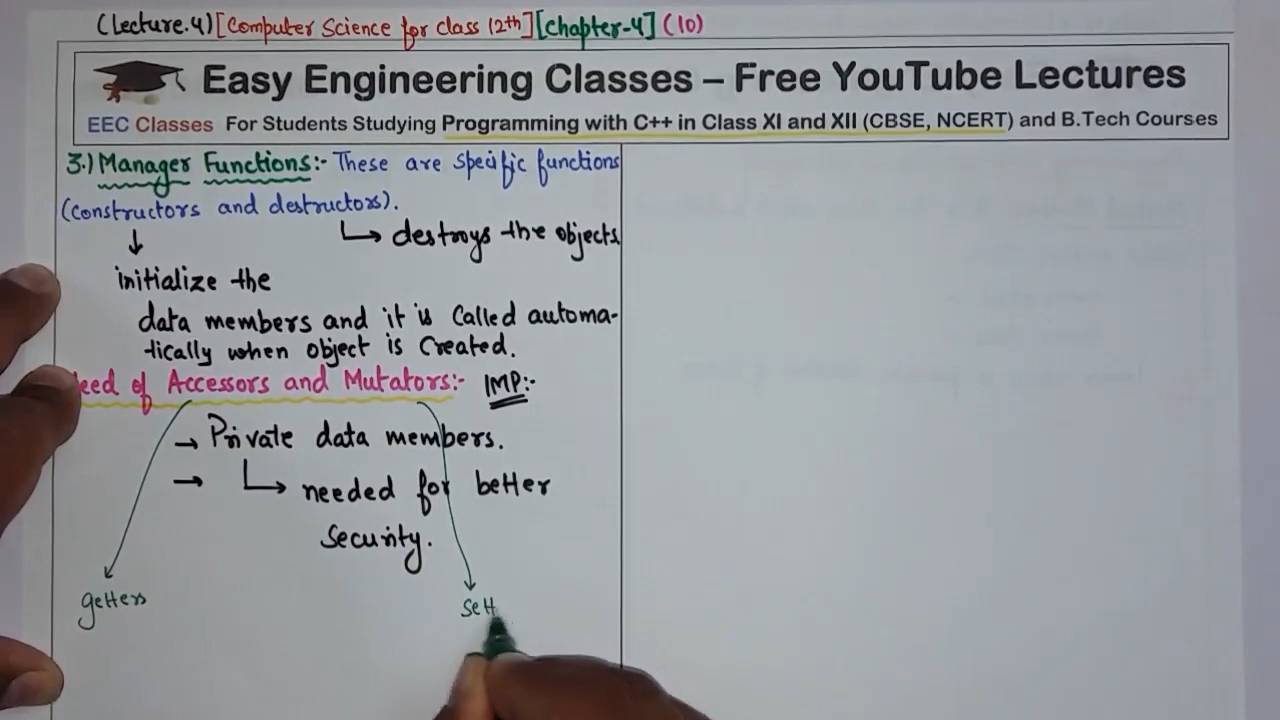 (Lecture.4) [Computer Science for class 12th] [Chapter-4] (10)
Easy Engineering Classes – Free YouTube Lectures
EEC Classes For Students Studying Programming with C++ in Class XI and XII (CBSE, NCERT) and B.Tech Courses
3.) Manager Functions:- These are specific functions
(constructors and destructors).
↳ destroys the objects
↓
initialize the
data members and it is called automa-
tically when object is created.
eed of Accessors and Mutators:- IMP:-
→ Private data members.
→ ↳ needed for better
security.
getters
sett